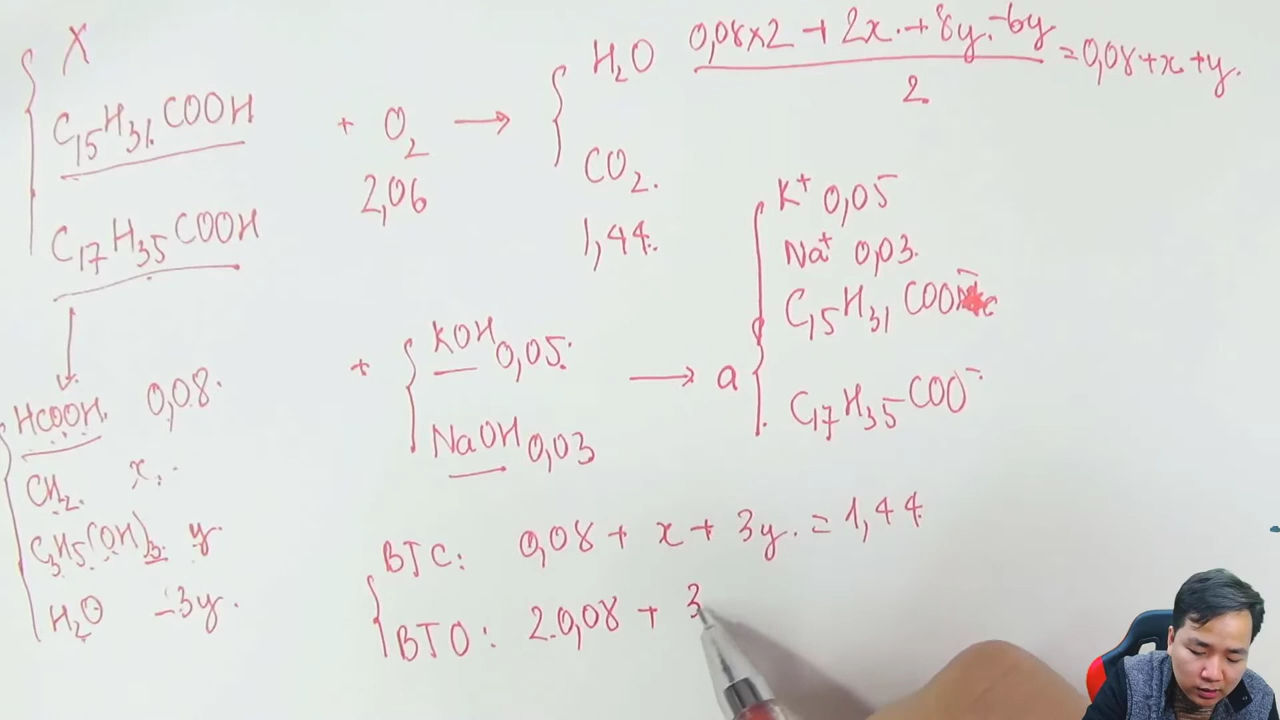 X
C₁₅H₃₁COOH
C₁₇H₃₅COOH
+ O₂ →
2,06
H₂O (0,08×2 + 2x + 8y - 6y)/2 = 0,08 + x + y.
CO₂.
1,44.
HCOOH. 0,08.
CH₂. x.
C₃H₅(OH)₃. y.
H₂O -3y.
+ KOH 0,05.
NaOH 0,03
→ a
K⁺ 0,05
Na⁺ 0,03.
C₁₅H₃₁COO⁻
C₁₇H₃₅COO⁻
BTC: 0,08 + x + 3y. = 1,44.
BTO: 2.0,08 + 3